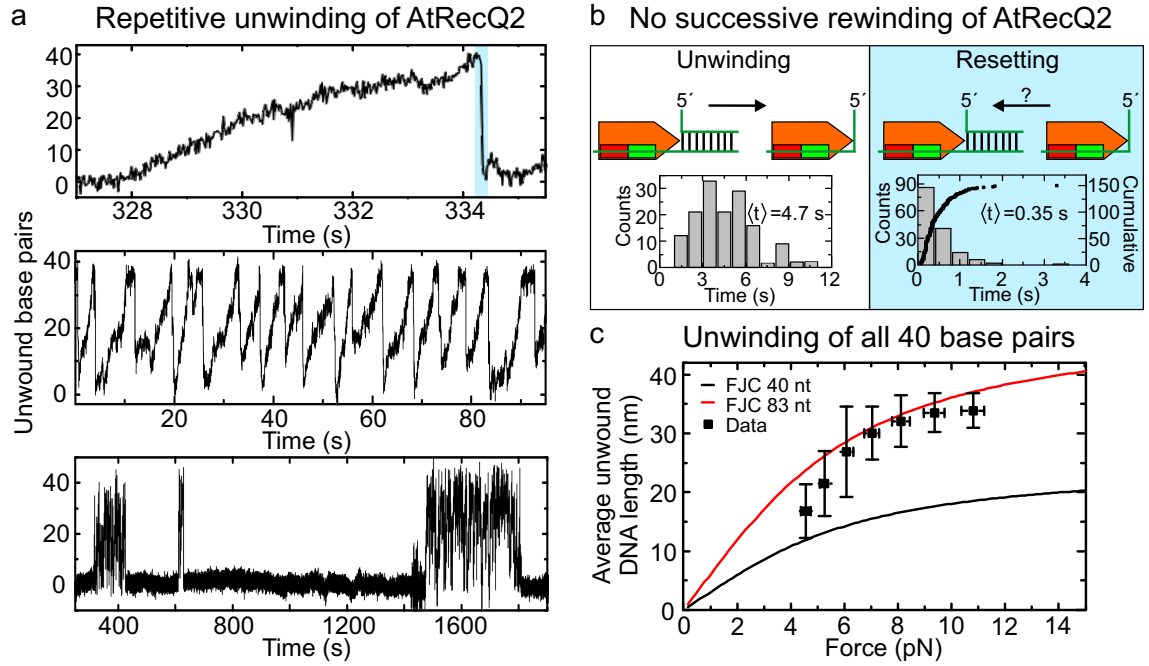 a
Repetitive unwinding of AtRecQ2
Unwound base pairs
40
30
20
10
0
328
330
332
334
Time (s)
40
20
0
20
40
60
80
Time (s)
40
20
0
400
800
1200
1600
Time (s)
b
No successive rewinding of AtRecQ2
Unwinding
5´
5´
Counts
30
20
10
0
⟨t⟩=4.7 s
0
3
6
9
12
Time (s)
Resetting
5´
?
5´
Counts
90
60
30
0
⟨t⟩=0.35 s
150
100
50
0
Cumulative
0
1
2
3
4
Time (s)
c
Unwinding of all 40 base pairs
FJC 40 nt
FJC 83 nt
Data
Average unwound
DNA length (nm)
40
30
20
10
0
0
2
4
6
8
10
12
14
Force (pN)